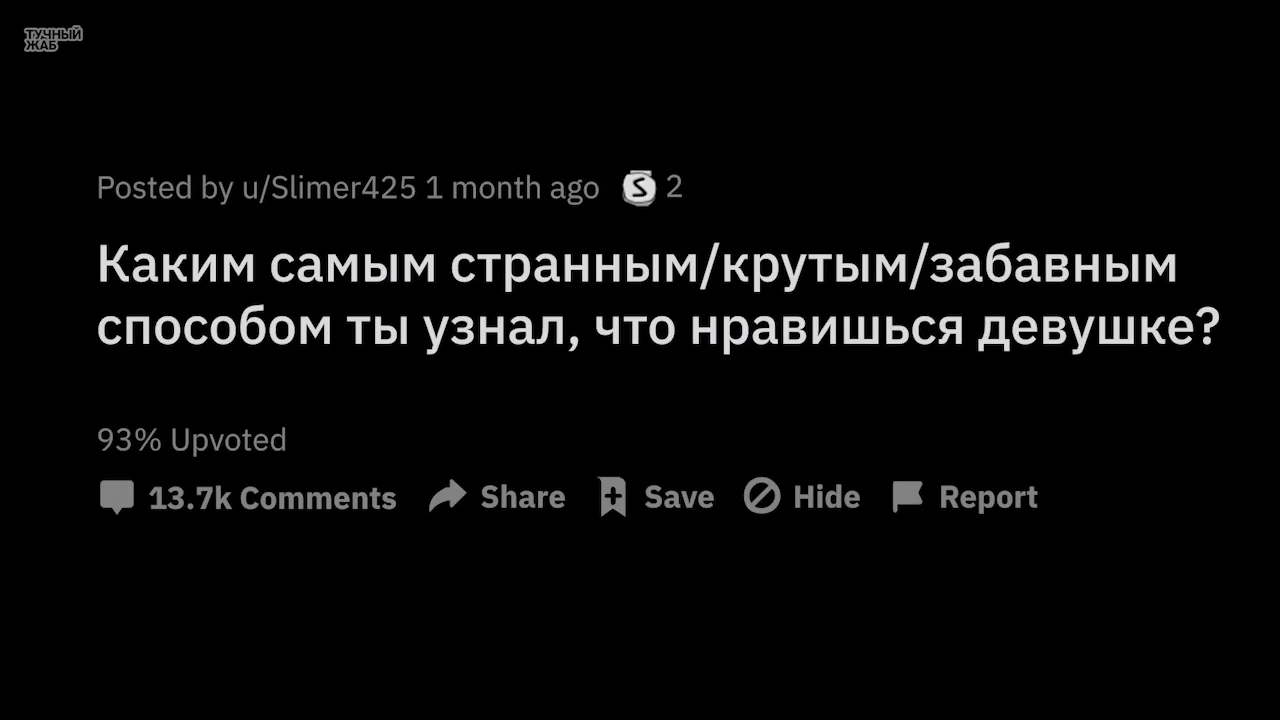 ТУЧНЫЙ
ЖАБ
Posted by u/Slimer425 1 month ago S 2
Каким самым странным/крутым/забавным
способом ты узнал, что нравишься девушке?
93% Upvoted
13.7k Comments Share Save Hide Report